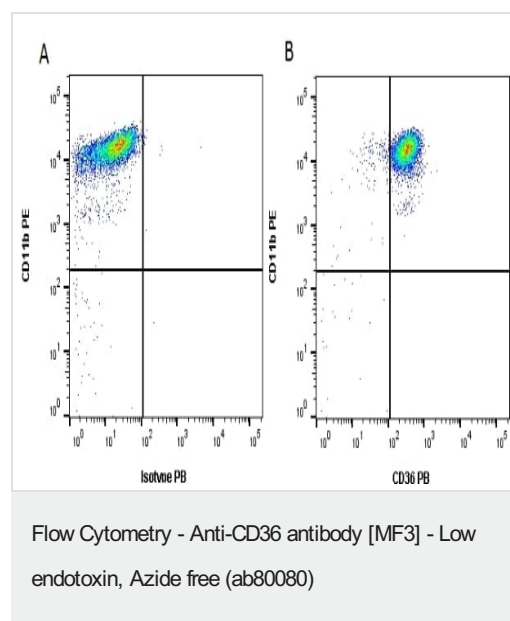 A
B
10^5
10^4
10^3
10^2
10^1
10^0
CD11b PE
10^0 10^1 10^2 10^3 10^4 10^5
Isotype PB
10^5
10^4
10^3
10^2
10^1
10^0
CD11b PE
10^0 10^1 10^2 10^3 10^4 10^5
CD36 PB
Flow Cytometry - Anti-CD36 antibody [MF3] - Low
endotoxin, Azide free (ab80080)